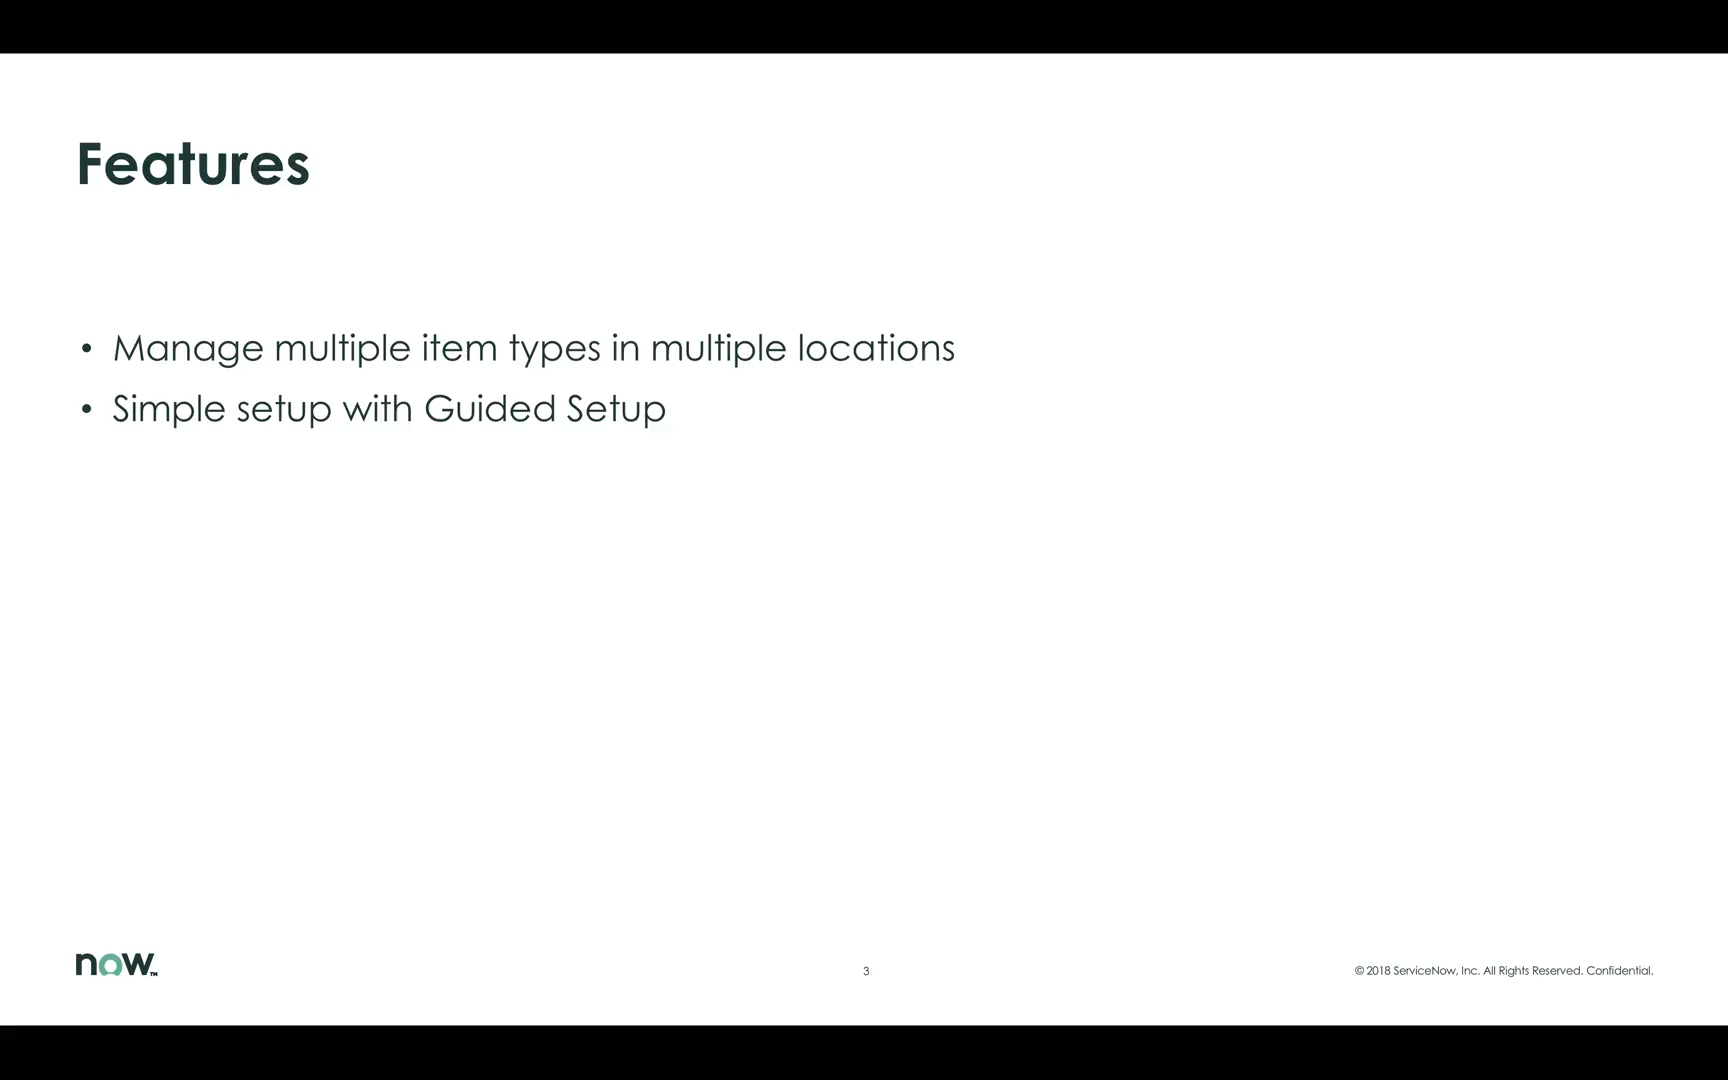 Features
• Manage multiple item types in multiple locations
• Simple setup with Guided Setup
now™
3
© 2018 ServiceNow, Inc. All Rights Reserved. Confidential.